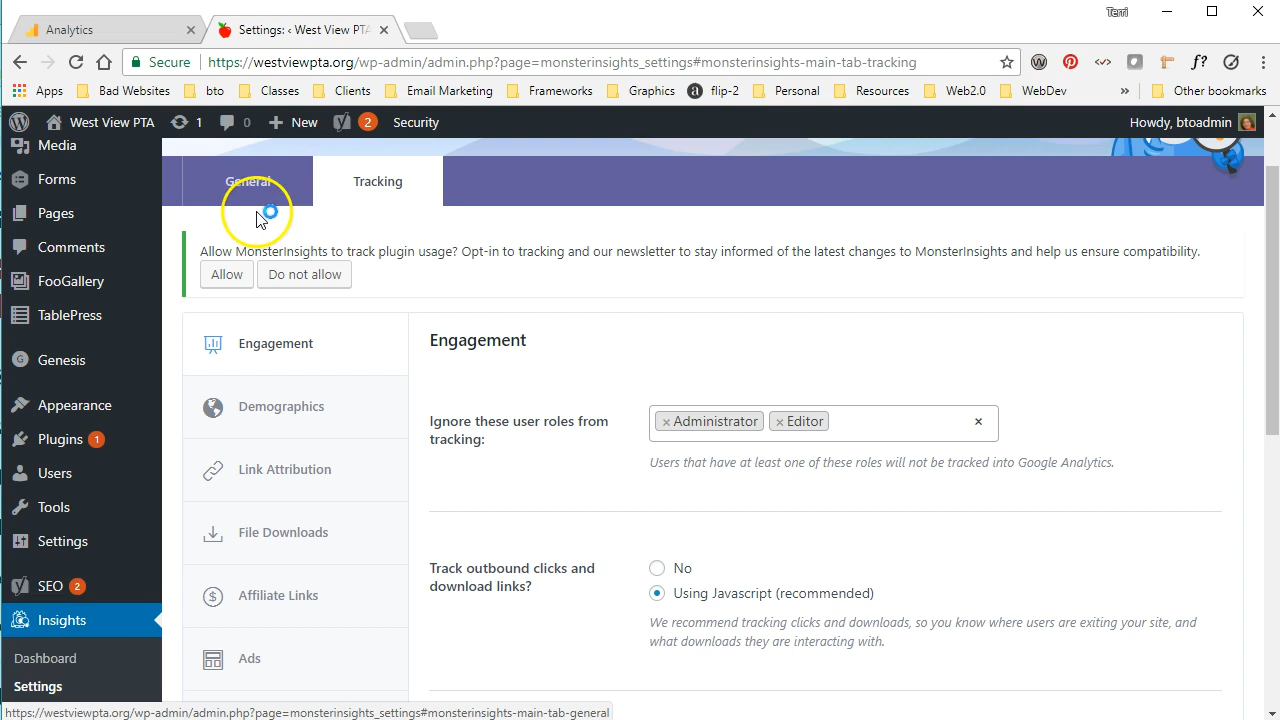 Terri
Analytics
Settings: ‹ West View PTA
Secure
https://westviewpta.org/wp-admin/admin.php?page=monsterinsights_settings#monsterinsights-main-tab-tracking
Apps
Bad Websites
bto
Classes
Clients
Email Marketing
Frameworks
Graphics
flip-2
Personal
Resources
Web2.0
WebDev
»
Other bookmarks
West View PTA
1
0
New
2
Security
Howdy, btoadmin
Media
Forms
Pages
Comments
FooGallery
TablePress
Genesis
Appearance
Plugins 1
Users
Tools
Settings
SEO 2
Insights
Dashboard
Settings
General
Tracking
Allow MonsterInsights to track plugin usage? Opt-in to tracking and our newsletter to stay informed of the latest changes to MonsterInsights and help us ensure compatibility.
Allow
Do not allow
Engagement
Demographics
Link Attribution
File Downloads
Affiliate Links
Ads
Engagement
Ignore these user roles from
tracking:
× Administrator × Editor ×
Users that have at least one of these roles will not be tracked into Google Analytics.
Track outbound clicks and
download links?
No
Using Javascript (recommended)
We recommend tracking clicks and downloads, so you know where users are exiting your site, and
what downloads they are interacting with.
https://westviewpta.org/wp-admin/admin.php?page=monsterinsights_settings#monsterinsights-main-tab-general